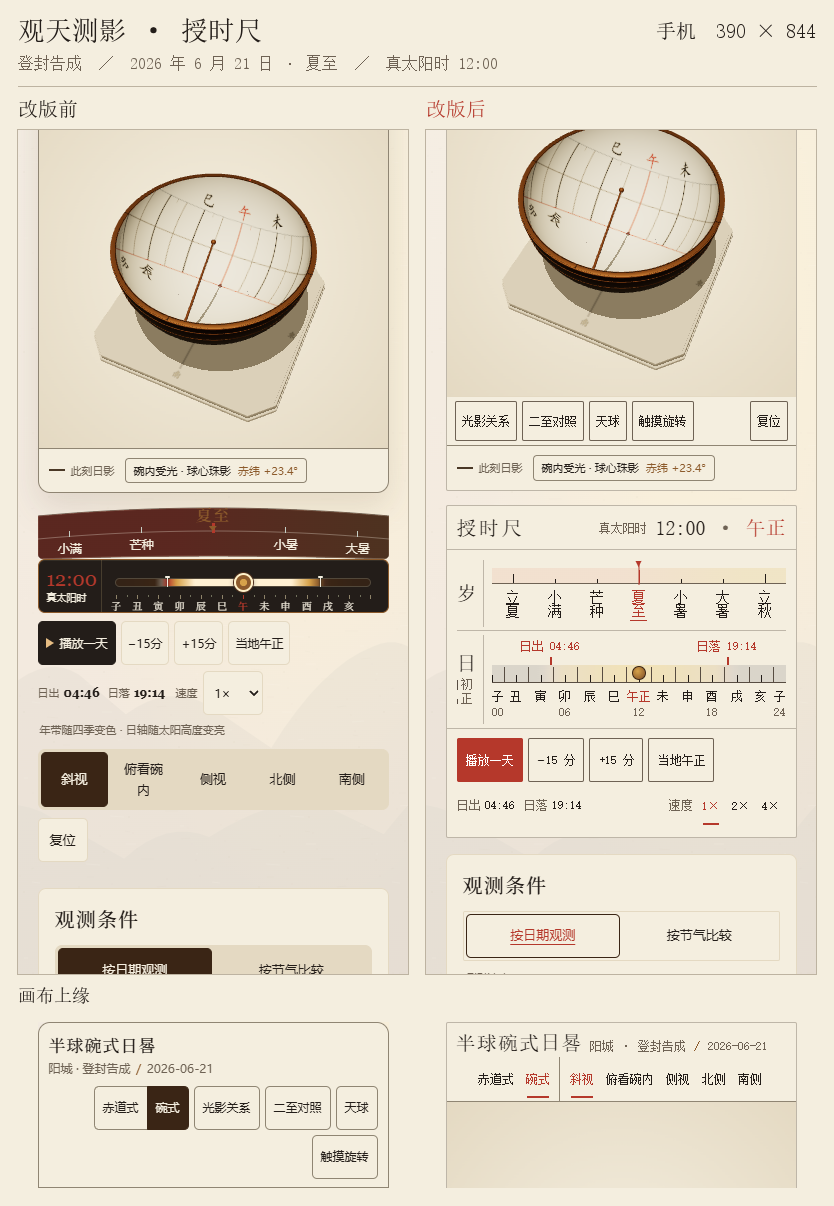 观天测影 • 授时尺
手机 390 × 844
登封告成 ／ 2026 年 6 月 21 日 · 夏至 ／ 真太阳时 12:00
改版前
巳 午 未
卯 辰
此刻日影 碗内受光 · 球心珠影 赤纬 +23.4°
夏至
小满 芒种 小暑 大暑
12:00
真太阳时
子 丑 寅 卯 辰 巳 午 未 申 酉 戌 亥
播放一天 −15分 +15分 当地午正
日出 04:46 日落 19:14 速度 1×
年带随四季变色 · 日轴随太阳高度变亮
斜视 俯看碗内 侧视 北侧 南侧
复位
观测条件
按日期观测 按节气比较
改版后
巳 午 未
卯 辰
光影关系 二至对照 天球 触摸旋转 复位
此刻日影 碗内受光 · 球心珠影 赤纬 +23.4°
授时尺 真太阳时 12:00 • 午正
岁 立夏 小满 芒种 夏至 小暑 大暑 立秋
日出 04:46 日落 19:14
日
初
正
子 丑 寅 卯 辰 巳 午正 未 申 酉 戌 亥 子
00 06 12 18 24
播放一天 −15 分 +15 分 当地午正
日出 04:46 日落 19:14 速度 1× 2× 4×
观测条件
按日期观测 按节气比较
画布上缘
半球碗式日晷
阳城 · 登封告成 / 2026-06-21
赤道式 碗式 光影关系 二至对照 天球
触摸旋转
半球碗式日晷 阳城 · 登封告成 / 2026-06-21
赤道式 碗式 斜视 俯看碗内 侧视 北侧 南侧